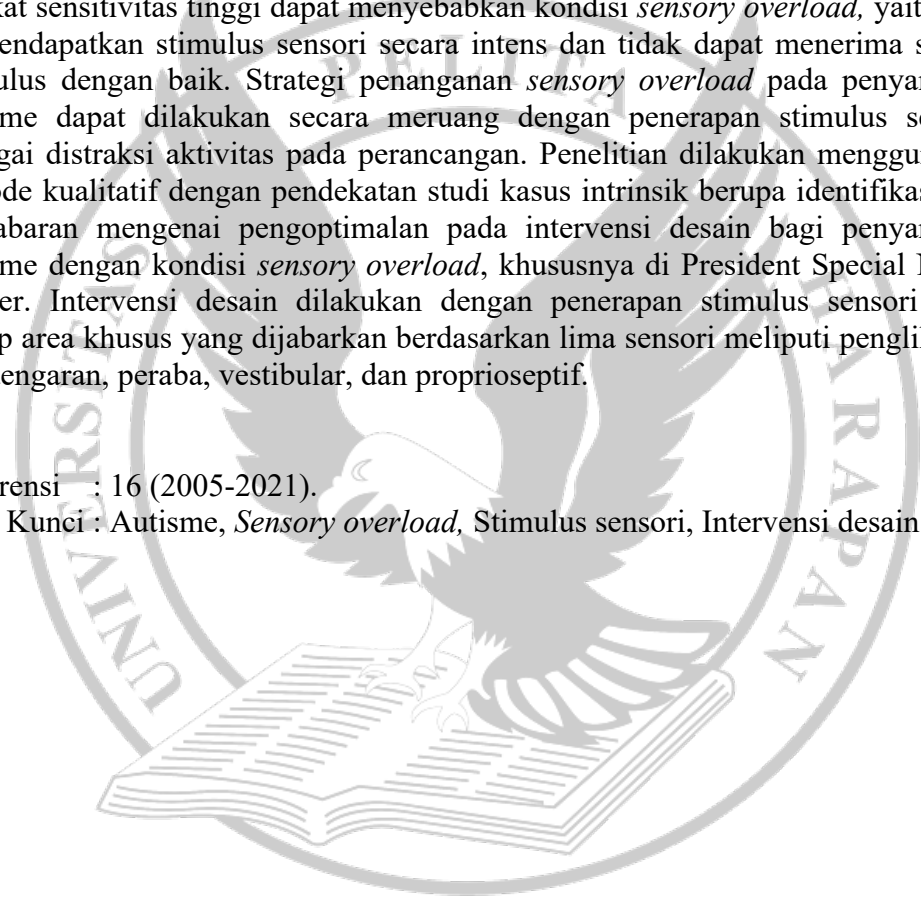 kat sensitivitas tinggi dapat menyebabkan kondisi sensory overload, yait
endapatkan stimulus sensori secara intens dan tidak dapat menerima s
ulus dengan baik. Strategi penanganan sensory overload pada penya
me dapat dilakukan secara meruang dengan penerapan stimulus se
gai distraksi aktivitas pada perancangan. Penelitian dilakukan menggu
de kualitatif dengan pendekatan studi kasus intrinsik berupa identifikas
abaran mengenai pengoptimalan pada intervensi desain bagi penya
me dengan kondisi sensory overload, khususnya di President Special
er. Intervensi desain dilakukan dengan penerapan stimulus sensori
p area khusus yang dijabarkan berdasarkan lima sensori meliputi pengli
engaran, peraba, vestibular, dan proprioseptif.
rensi : 16 (2005-2021).
Kunci : Autisme, Sensory overload, Stimulus sensori, Intervensi desain
UNIVERSITAS PELITA HARAPAN